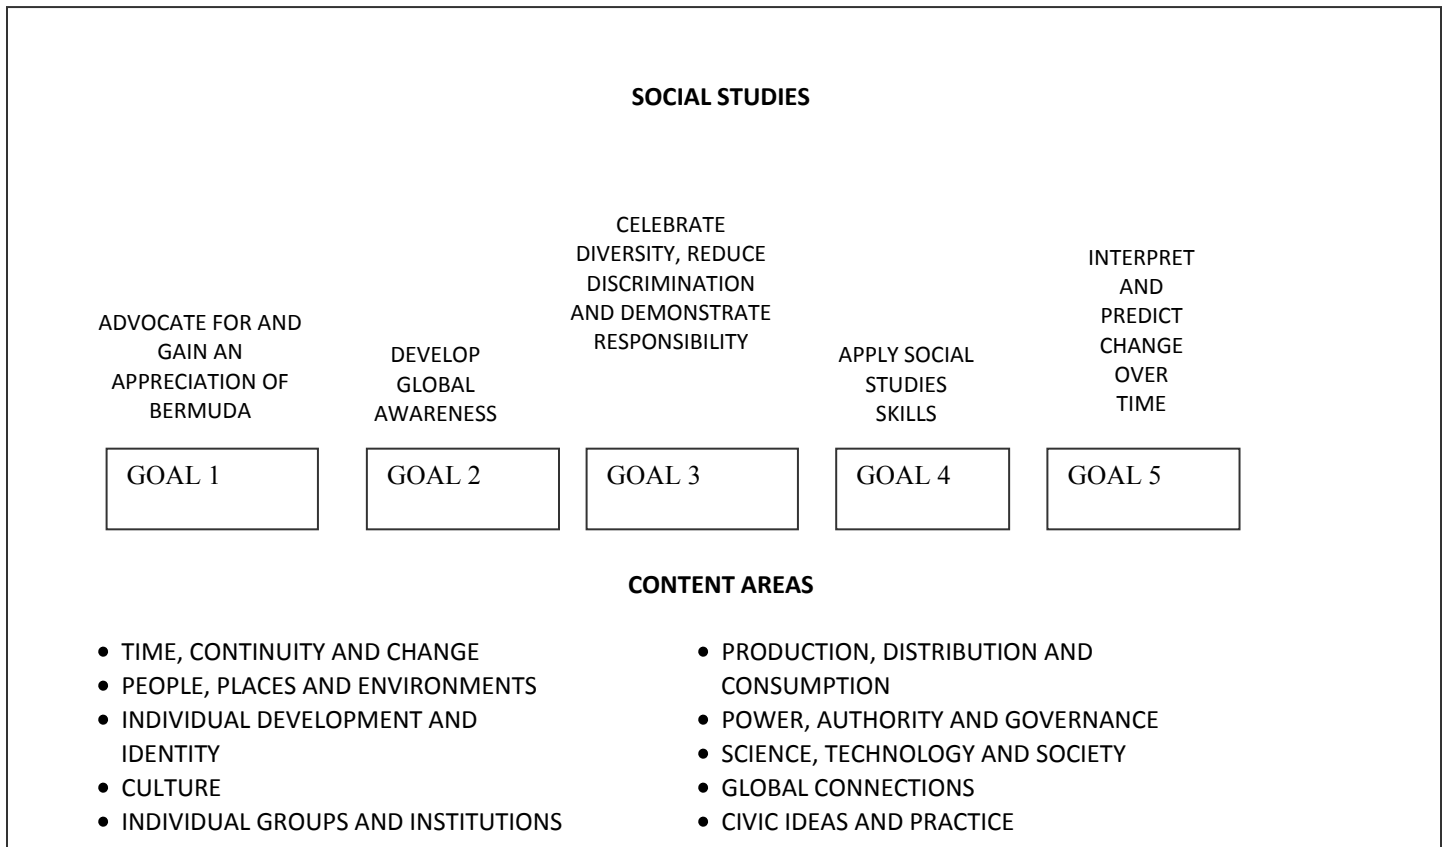 SOCIAL STUDIES
ADVOCATE FOR AND
GAIN AN
APPRECIATION OF
BERMUDA
DEVELOP
GLOBAL
AWARENESS
CELEBRATE
DIVERSITY, REDUCE
DISCRIMINATION
AND DEMONSTRATE
RESPONSIBILITY
APPLY SOCIAL
STUDIES
SKILLS
INTERPRET
AND
PREDICT
CHANGE
OVER
TIME
GOAL 1
GOAL 2
GOAL 3
GOAL 4
GOAL 5
CONTENT AREAS
• TIME, CONTINUITY AND CHANGE
• PEOPLE, PLACES AND ENVIRONMENTS
• INDIVIDUAL DEVELOPMENT AND
IDENTITY
• CULTURE
• INDIVIDUAL GROUPS AND INSTITUTIONS
• PRODUCTION, DISTRIBUTION AND
CONSUMPTION
• POWER, AUTHORITY AND GOVERNANCE
• SCIENCE, TECHNOLOGY AND SOCIETY
• GLOBAL CONNECTIONS
• CIVIC IDEAS AND PRACTICE